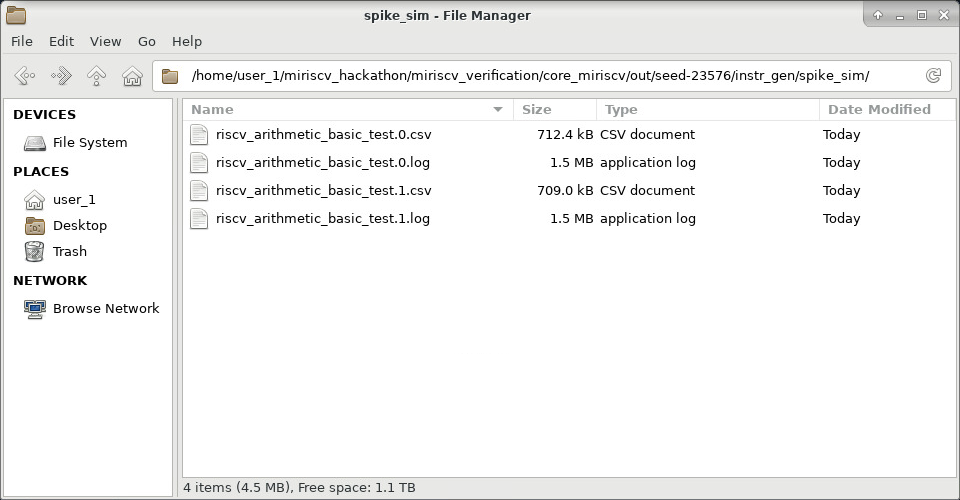 spike_sim - File Manager
File Edit View Go Help
/home/user_1/miriscv_hackathon/miriscv_verification/core_miriscv/out/seed-23576/instr_gen/spike_sim/
DEVICES
File System
PLACES
user_1
Desktop
Trash
NETWORK
Browse Network
Name Size Type Date Modified
riscv_arithmetic_basic_test.0.csv 712.4 kB CSV document Today
riscv_arithmetic_basic_test.0.log 1.5 MB application log Today
riscv_arithmetic_basic_test.1.csv 709.0 kB CSV document Today
riscv_arithmetic_basic_test.1.log 1.5 MB application log Today
4 items (4.5 MB), Free space: 1.1 TB